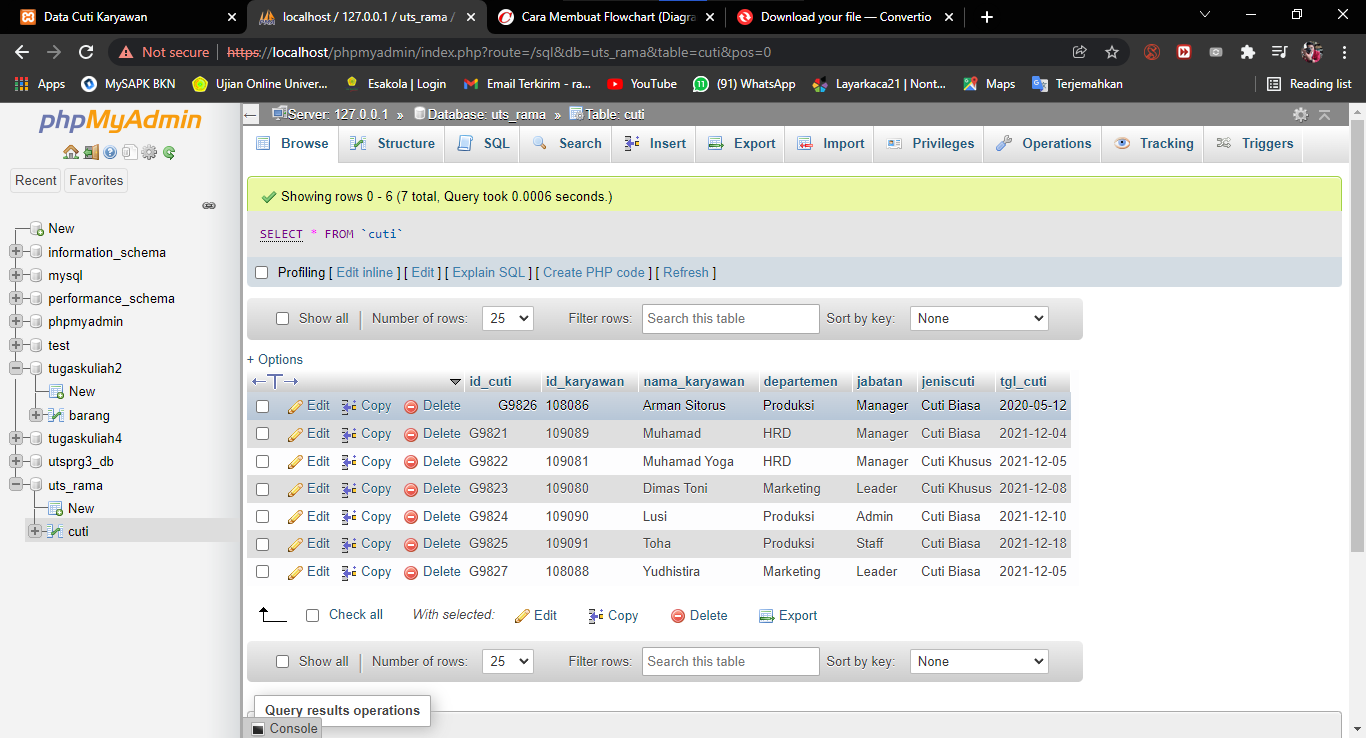 Data Cuti Karyawan
localhost / 127.0.0.1 / uts_rama /
Cara Membuat Flowchart (Diagra
Download your file — Convertio
Not secure https://localhost/phpmyadmin/index.php?route=/sql&db=uts_rama&table=cuti&pos=0
Apps MySAPK BKN Ujian Online Univer... Esakola | Login Email Terkirim - ra... YouTube (91) WhatsApp Layarkaca21 | Nont... Maps Terjemahkan Reading list
phpMyAdmin
Recent Favorites
New
information_schema
mysql
performance_schema
phpmyadmin
test
tugaskuliah2
New
barang
tugaskuliah4
utsprg3_db
uts_rama
New
cuti
Server: 127.0.0.1 » Database: uts_rama » Table: cuti
Browse Structure SQL Search Insert Export Import Privileges Operations Tracking Triggers
Showing rows 0 - 6 (7 total, Query took 0.0006 seconds.)
SELECT * FROM `cuti`
Profiling [ Edit inline ] [ Edit ] [ Explain SQL ] [ Create PHP code ] [ Refresh ]
Show all | Number of rows: 25 Filter rows: Search this table Sort by key: None
+ Options
←T→ id_cuti id_karyawan nama_karyawan departemen jabatan jeniscuti tgl_cuti
Edit Copy Delete G9826 108086 Arman Sitorus Produksi Manager Cuti Biasa 2020-05-12
Edit Copy Delete G9821 109089 Muhamad HRD Manager Cuti Biasa 2021-12-04
Edit Copy Delete G9822 109081 Muhamad Yoga HRD Manager Cuti Khusus 2021-12-05
Edit Copy Delete G9823 109080 Dimas Toni Marketing Leader Cuti Khusus 2021-12-08
Edit Copy Delete G9824 109090 Lusi Produksi Admin Cuti Biasa 2021-12-10
Edit Copy Delete G9825 109091 Toha Produksi Staff Cuti Biasa 2021-12-18
Edit Copy Delete G9827 108088 Yudhistira Marketing Leader Cuti Biasa 2021-12-05
Check all With selected: Edit Copy Delete Export
Show all | Number of rows: 25 Filter rows: Search this table Sort by key: None
Query results operations
Console